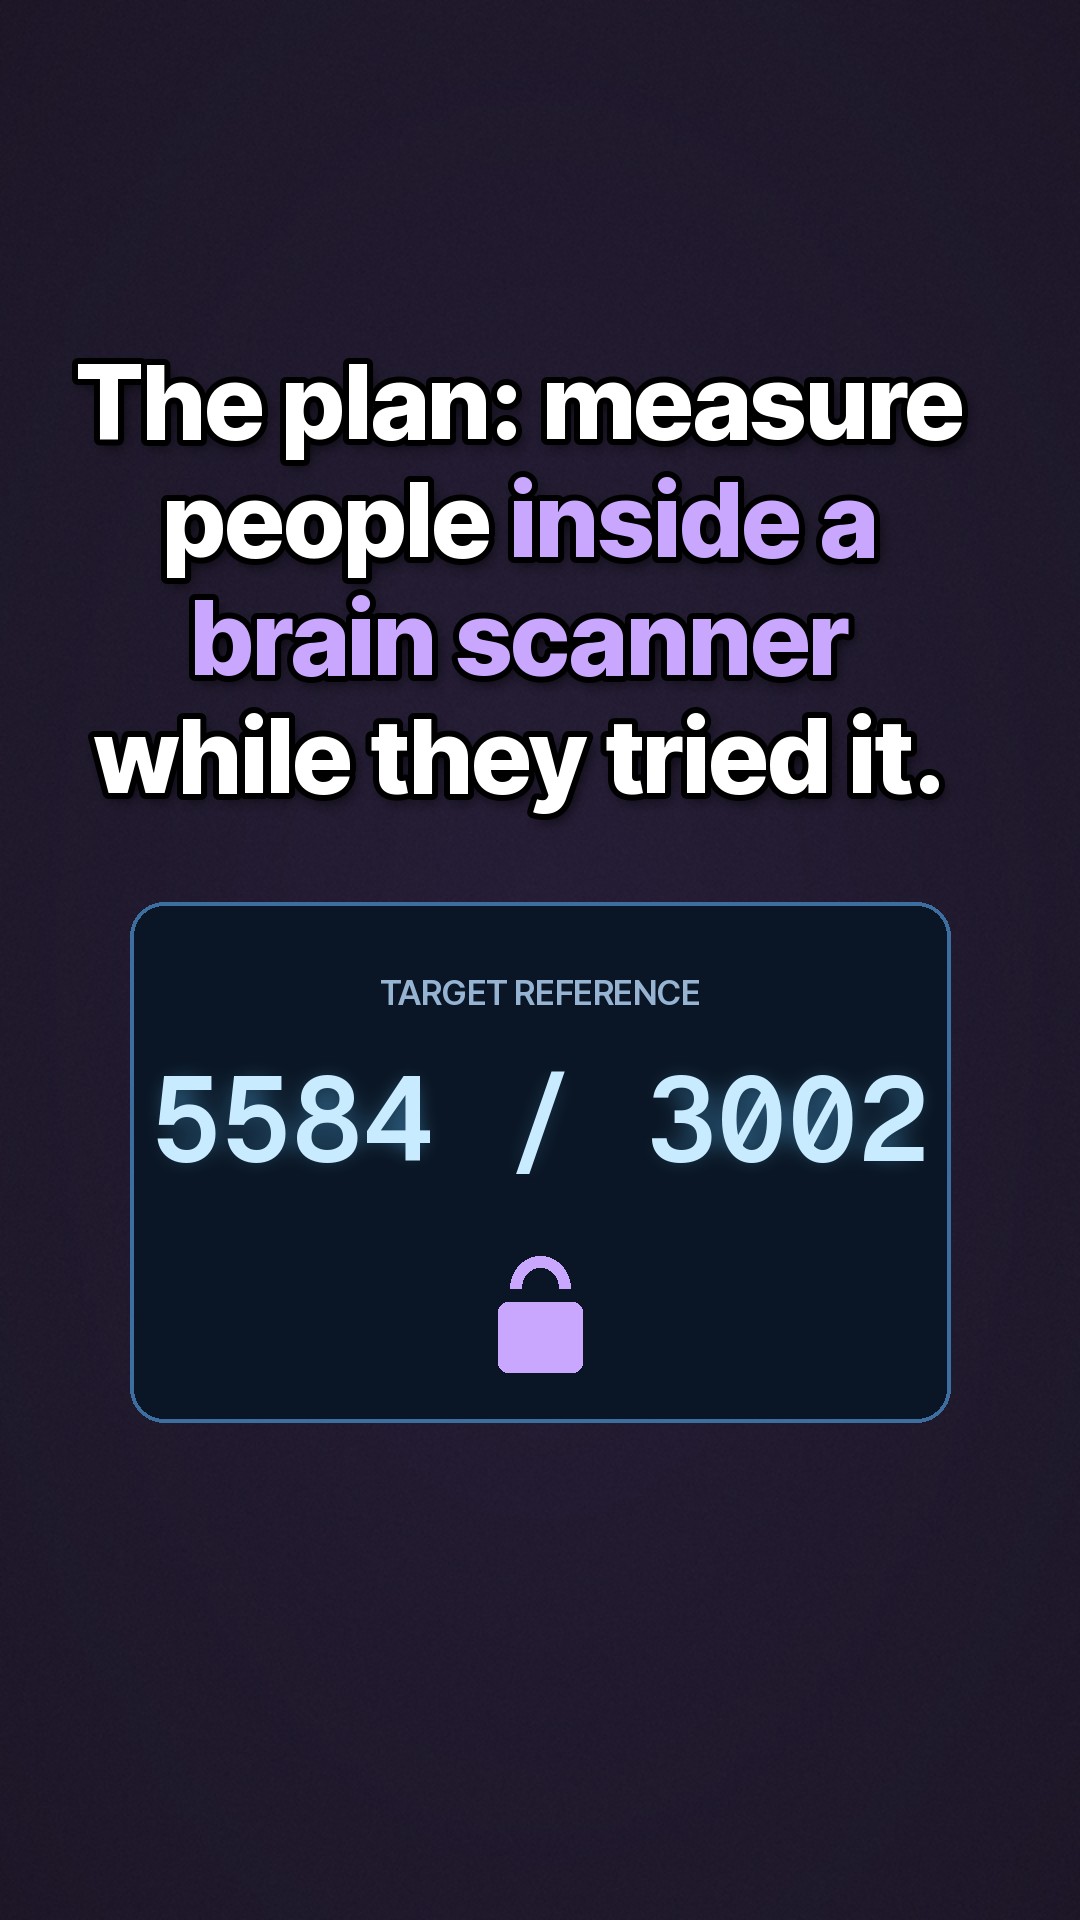 The plan: measure
people inside a
brain scanner
while they tried it.
TARGET REFERENCE
5584 / 3002